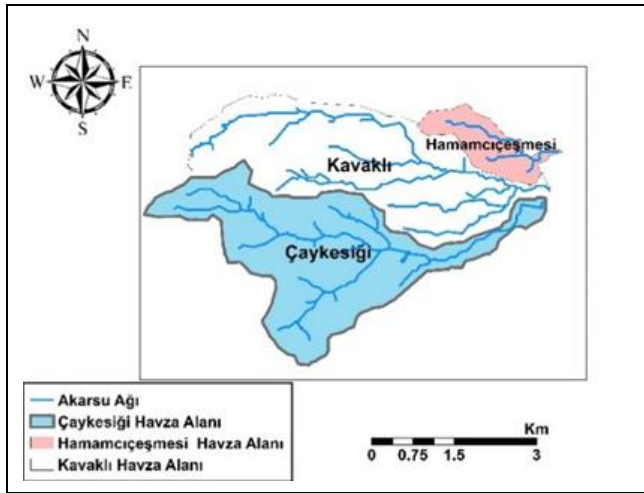 N
W E
S
Hamamcıçeşmesi
Kavaklı
Çaykesiği
Akarsu Ağı
Çaykesiği Havza Alanı
Hamamcıçeşmesi Havza Alanı
Kavaklı Havza Alanı
Km
0 0.75 1.5 3